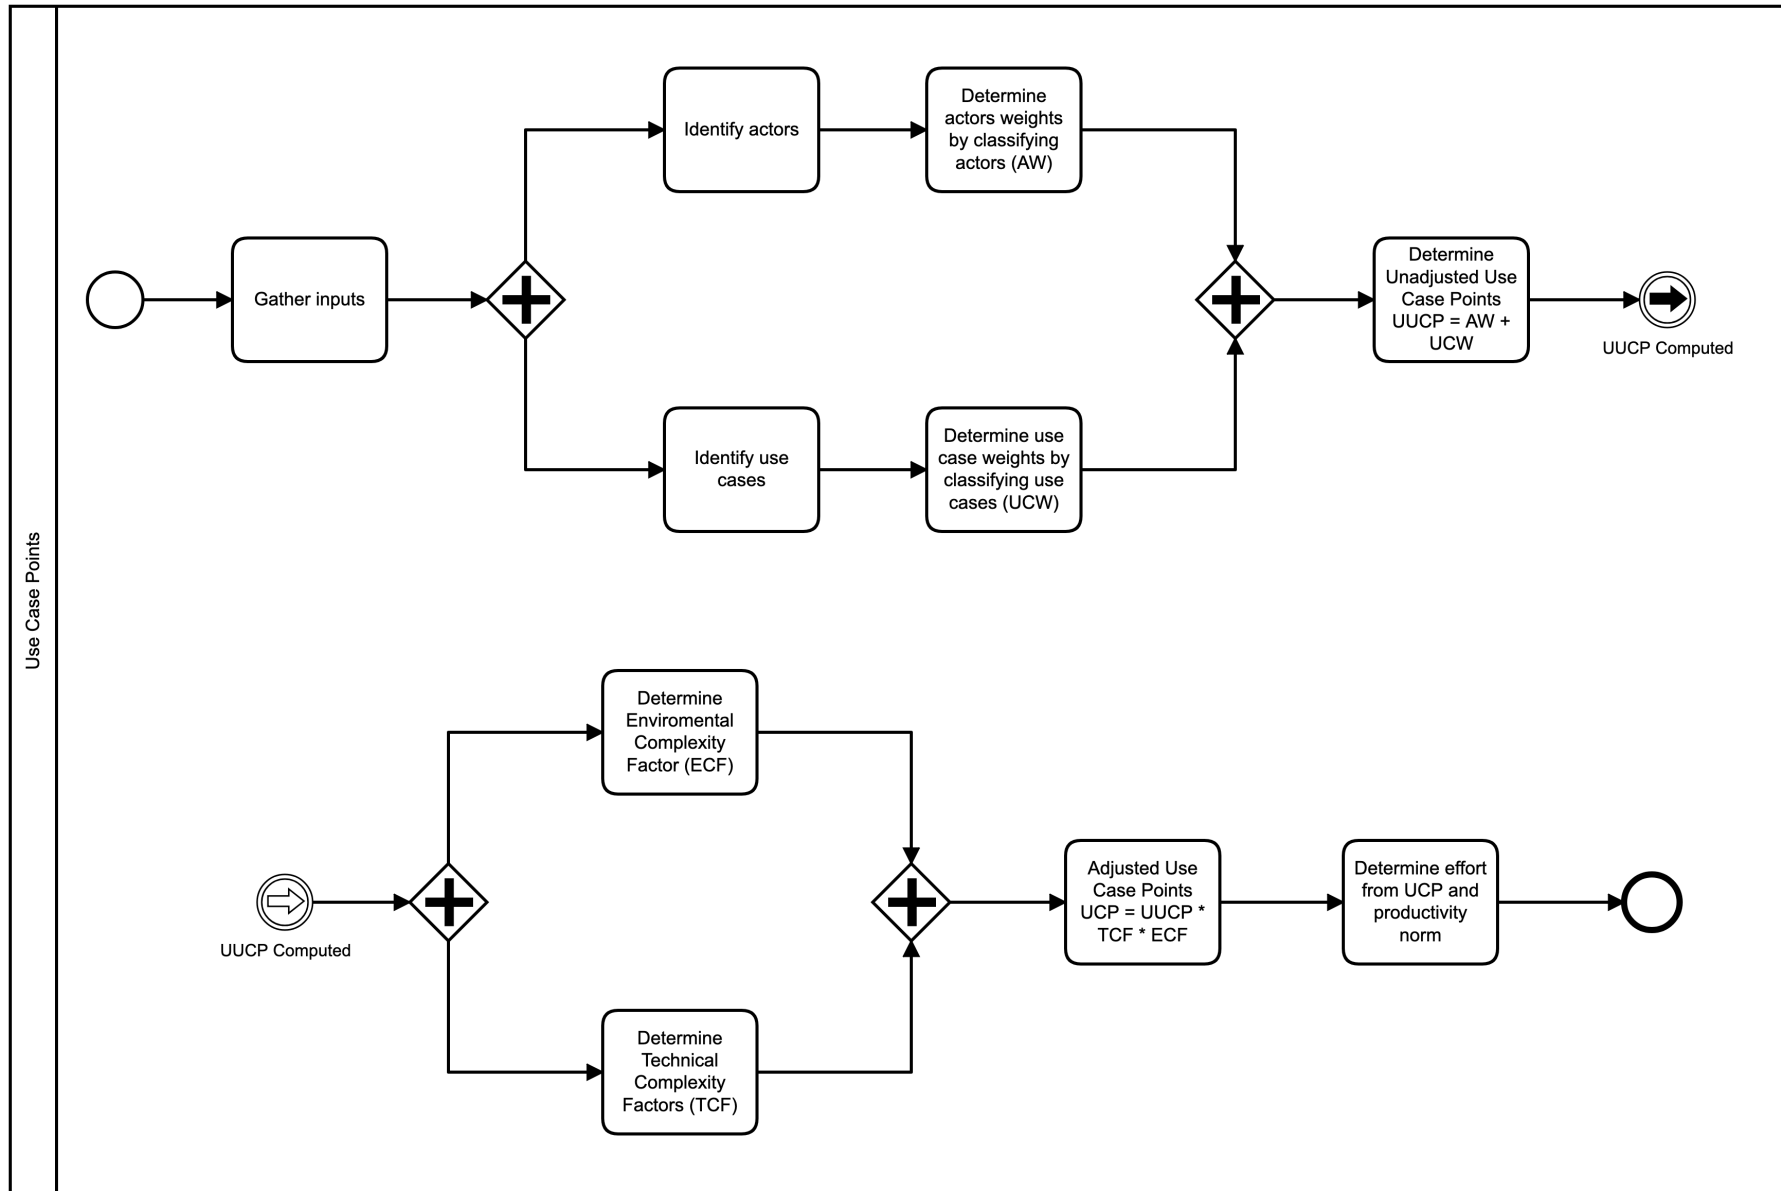 Use Case Points
Identify actors
Determine
actors weights
by classifying
actors (AW)
Gather inputs
Determine
Unadjusted Use
Case Points
UUCP = AW +
UCW
UUCP Computed
Identify use
cases
Determine use
case weights by
classifying use
cases (UCW)
Determine
Enviromental
Complexity
Factor (ECF)
UUCP Computed
Adjusted Use
Case Points
UCP = UUCP *
TCF * ECF
Determine effort
from UCP and
productivity
norm
Determine
Technical
Complexity
Factors (TCF)